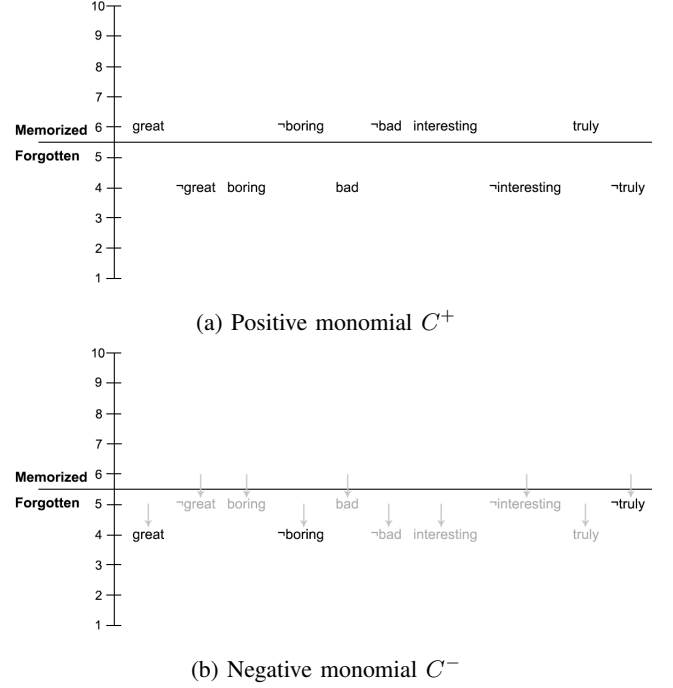 10
9
8
7
Memorized 6 great ¬boring ¬bad interesting truly
Forgotten 5
4 ¬great boring bad ¬interesting ¬truly
3
2
1
(a) Positive monomial C⁺
10
9
8
7
Memorized 6
Forgotten 5 ¬great boring bad ¬interesting ¬truly
4 great ¬boring ¬bad interesting truly
3
2
1
(b) Negative monomial C⁻